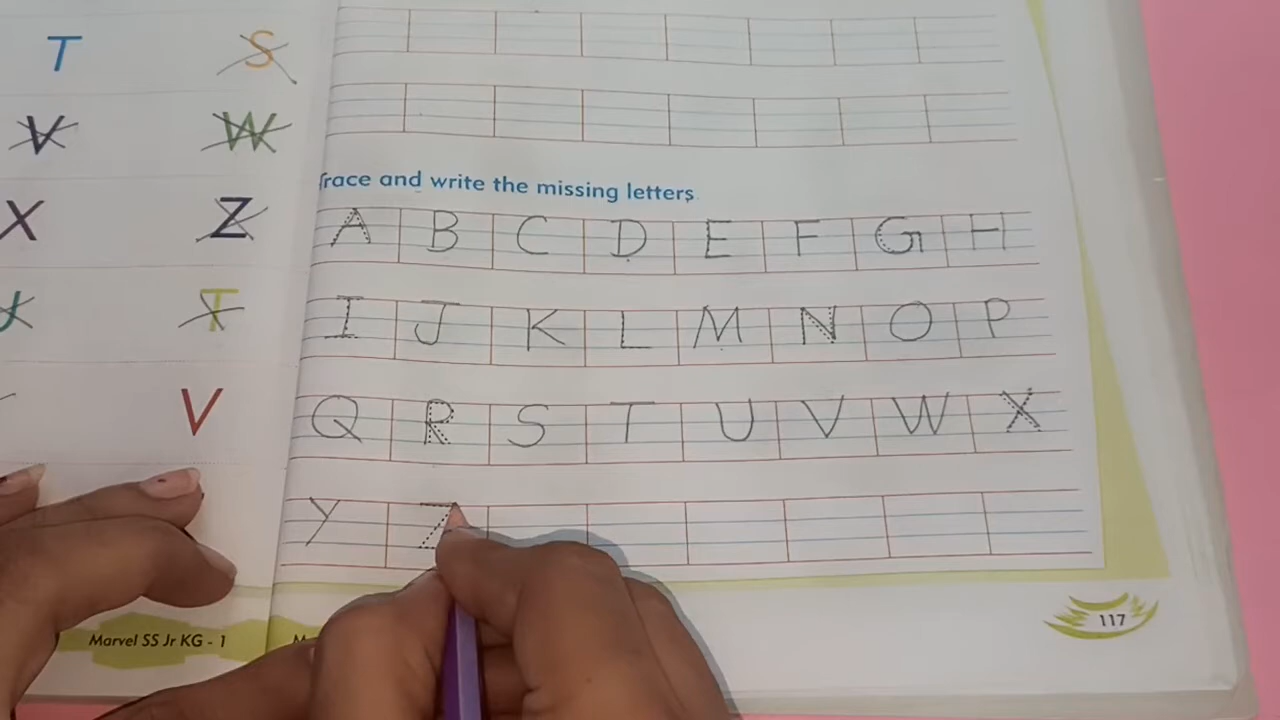 T S
V W
X Z
T
V
Trace and write the missing letters
A B C D E F G H
I J K L M N O P
Q R S T U V W X
Y Z
Marvel SS Jr KG - 1
117